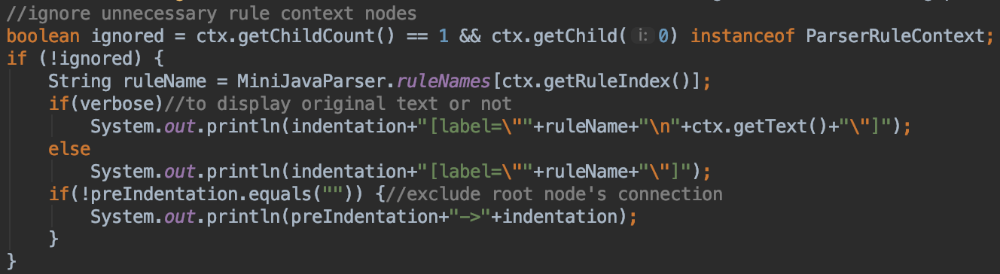 //ignore unnecessary rule context nodes
boolean ignored = ctx.getChildCount() == 1 && ctx.getChild( i: 0) instanceof ParserRuleContext;
if (!ignored) {
    String ruleName = MiniJavaParser.ruleNames[ctx.getRuleIndex()];
    if(verbose)//to display original text or not
        System.out.println(indentation+"[label=\""+ruleName+"\n"+ctx.getText()+"\"]");
    else
        System.out.println(indentation+"[label=\""+ruleName+"\"]");
    if(!preIndentation.equals("")) {//exclude root node's connection
        System.out.println(preIndentation+"->"+indentation);
    }
}